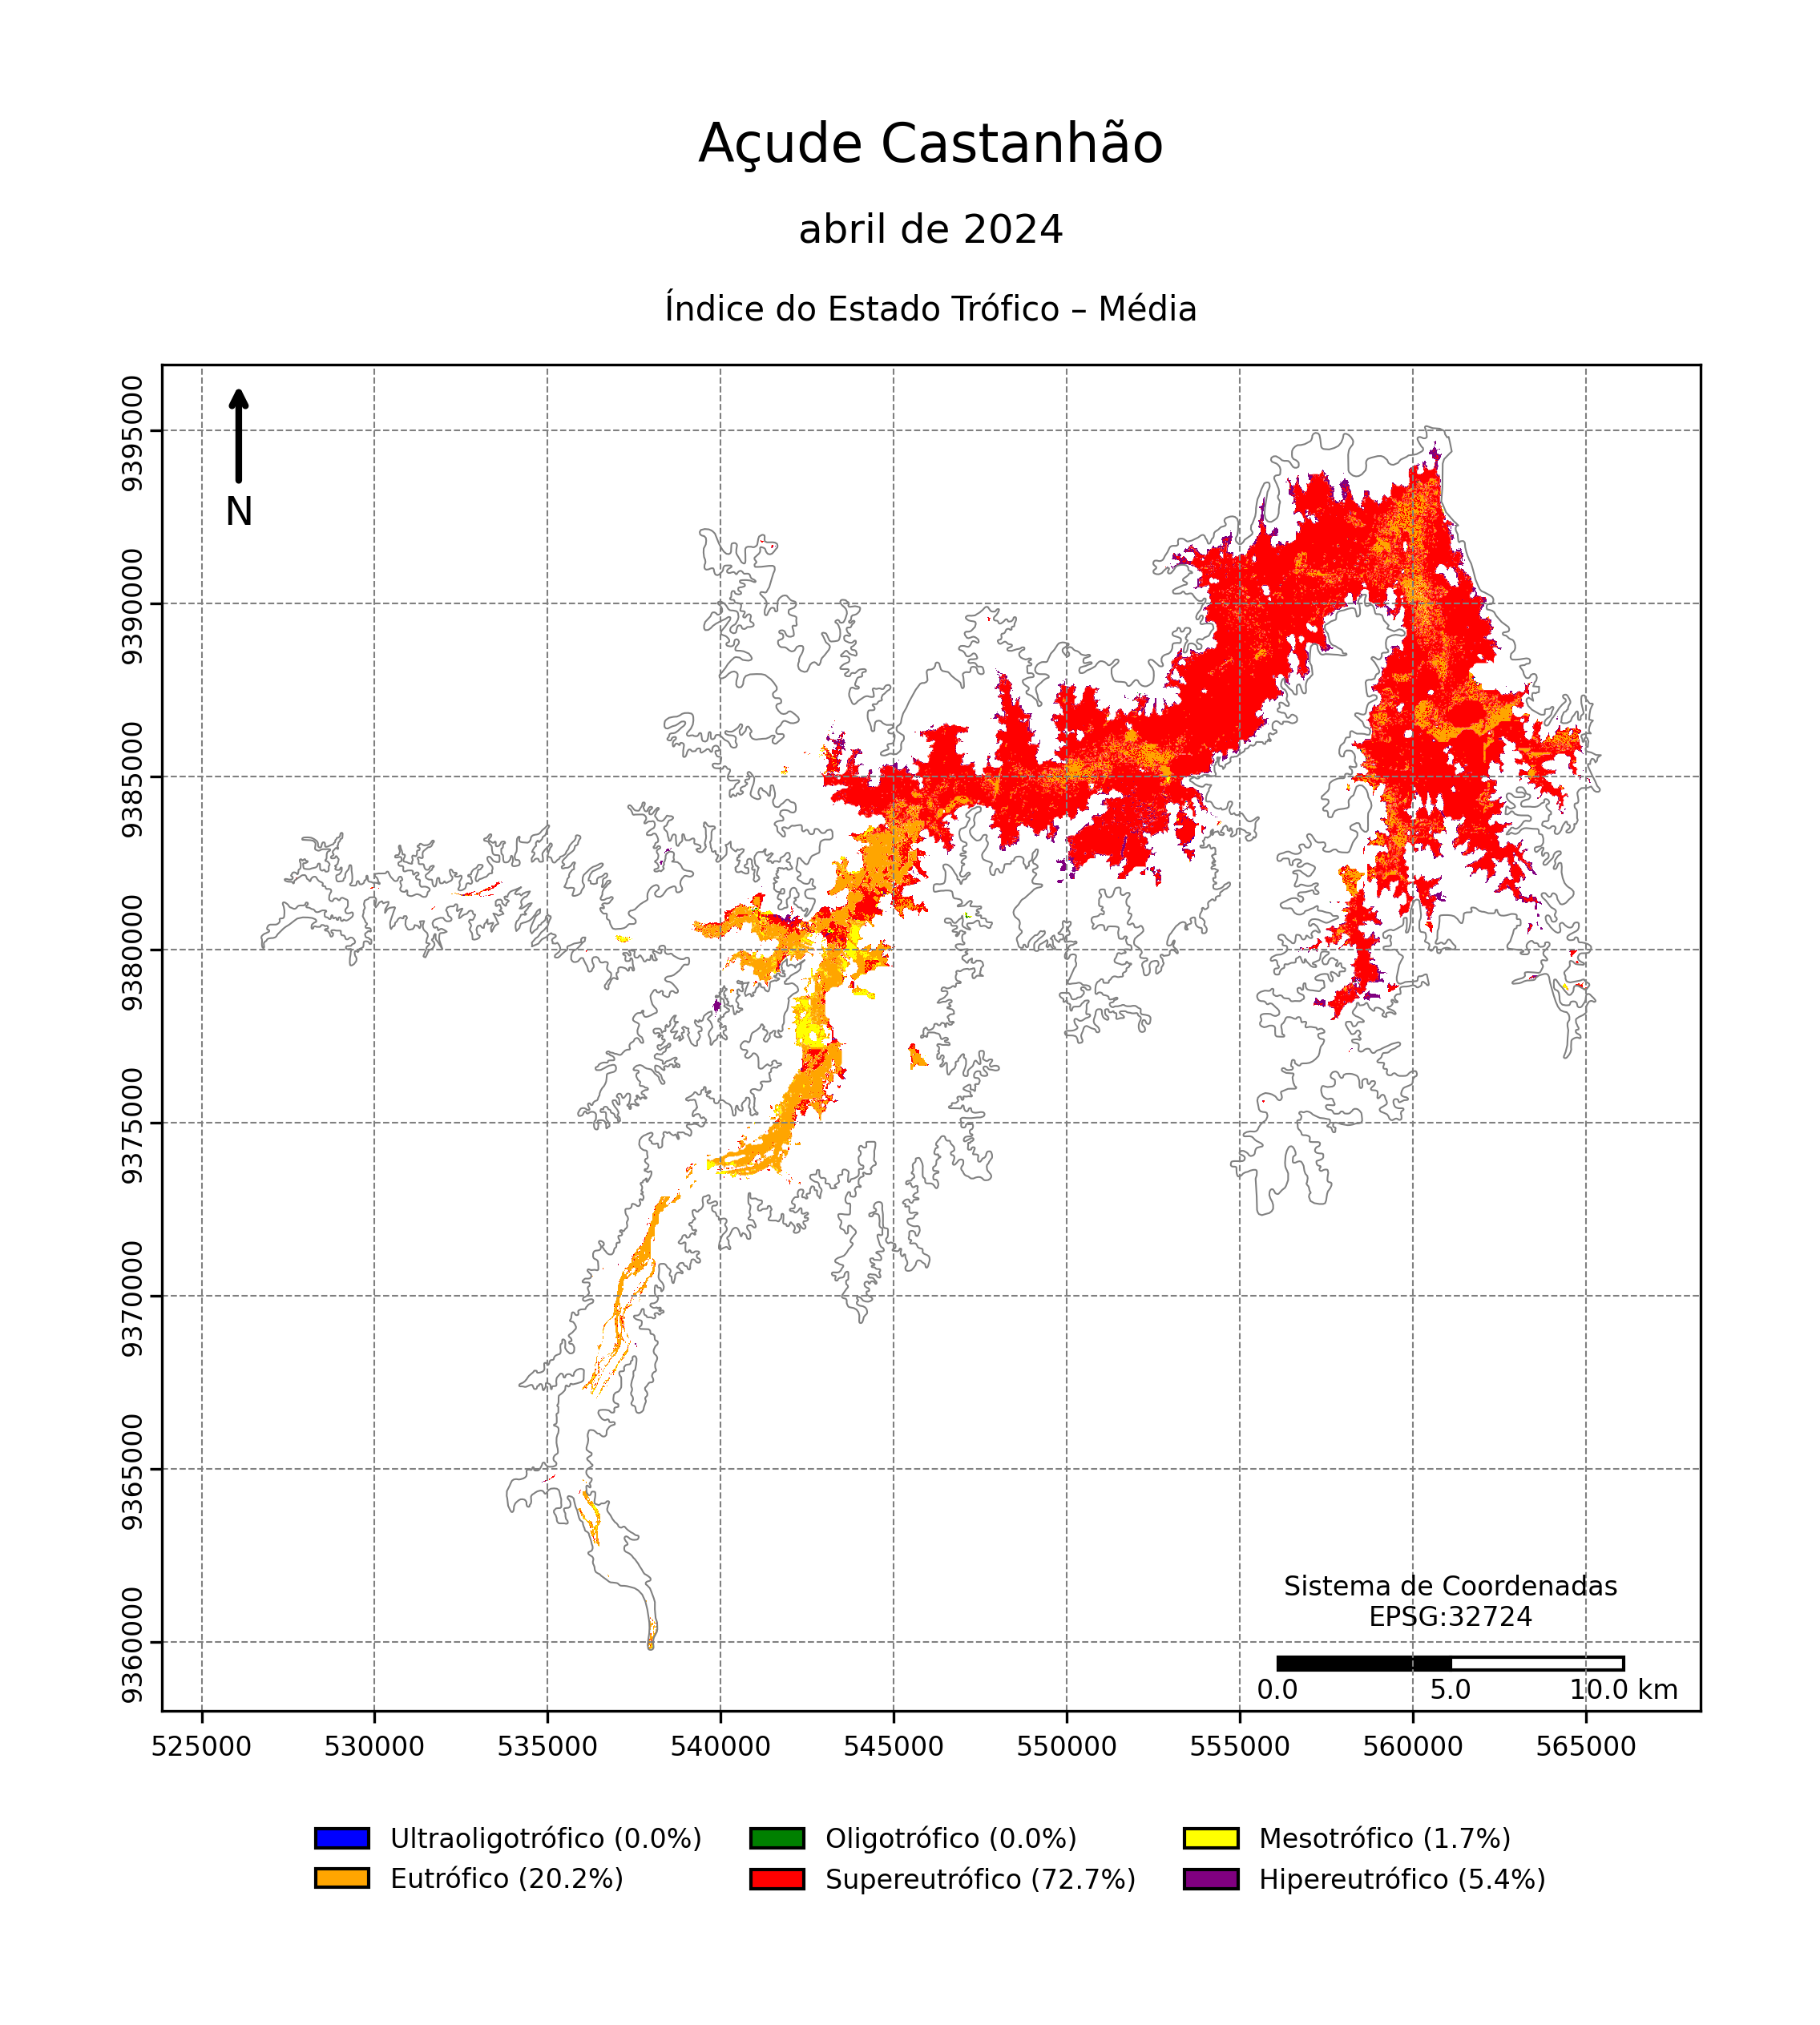 Açude Castanhão
abril de 2024
Índice do Estado Trófico – Média
N
9395000
9390000
9385000
9380000
9375000
9370000
9365000
9360000
Sistema de Coordenadas
EPSG:32724
0.0 5.0 10.0 km
525000 530000 535000 540000 545000 550000 555000 560000 565000
Ultraoligotrófico (0.0%) Oligotrófico (0.0%) Mesotrófico (1.7%)
Eutrófico (20.2%) Supereutrófico (72.7%) Hipereutrófico (5.4%)